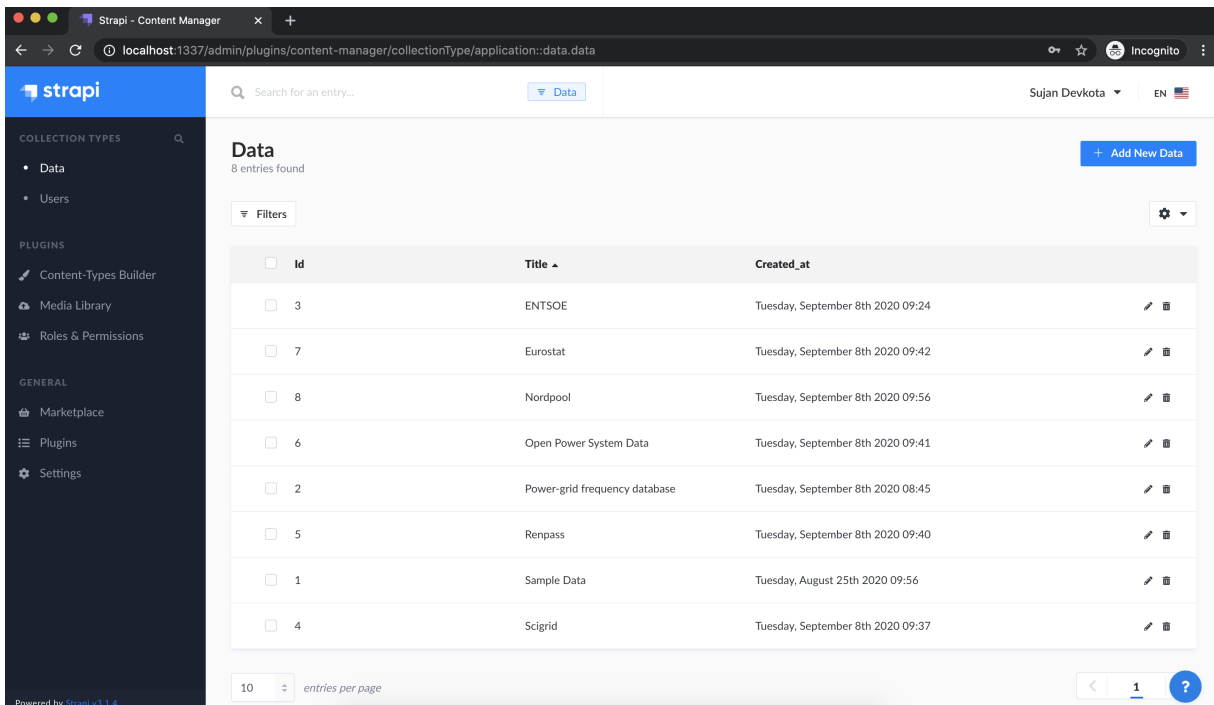 Strapi - Content Manager
localhost:1337/admin/plugins/content-manager/collectionType/application::data.data
Incognito
strapi
Search for an entry...
Data
Sujan Devkota
EN
COLLECTION TYPES
Data
Users
PLUGINS
Content-Types Builder
Media Library
Roles & Permissions
GENERAL
Marketplace
Plugins
Settings
Powered by Strapi v3.1.4
Data
8 entries found
+ Add New Data
Filters
Id Title Created_at
3 ENTSOE Tuesday, September 8th 2020 09:24
7 Eurostat Tuesday, September 8th 2020 09:42
8 Nordpool Tuesday, September 8th 2020 09:56
6 Open Power System Data Tuesday, September 8th 2020 09:41
2 Power-grid frequency database Tuesday, September 8th 2020 08:45
5 Renpass Tuesday, September 8th 2020 09:40
1 Sample Data Tuesday, August 25th 2020 09:56
4 Scigrid Tuesday, September 8th 2020 09:37
10 entries per page
1
?